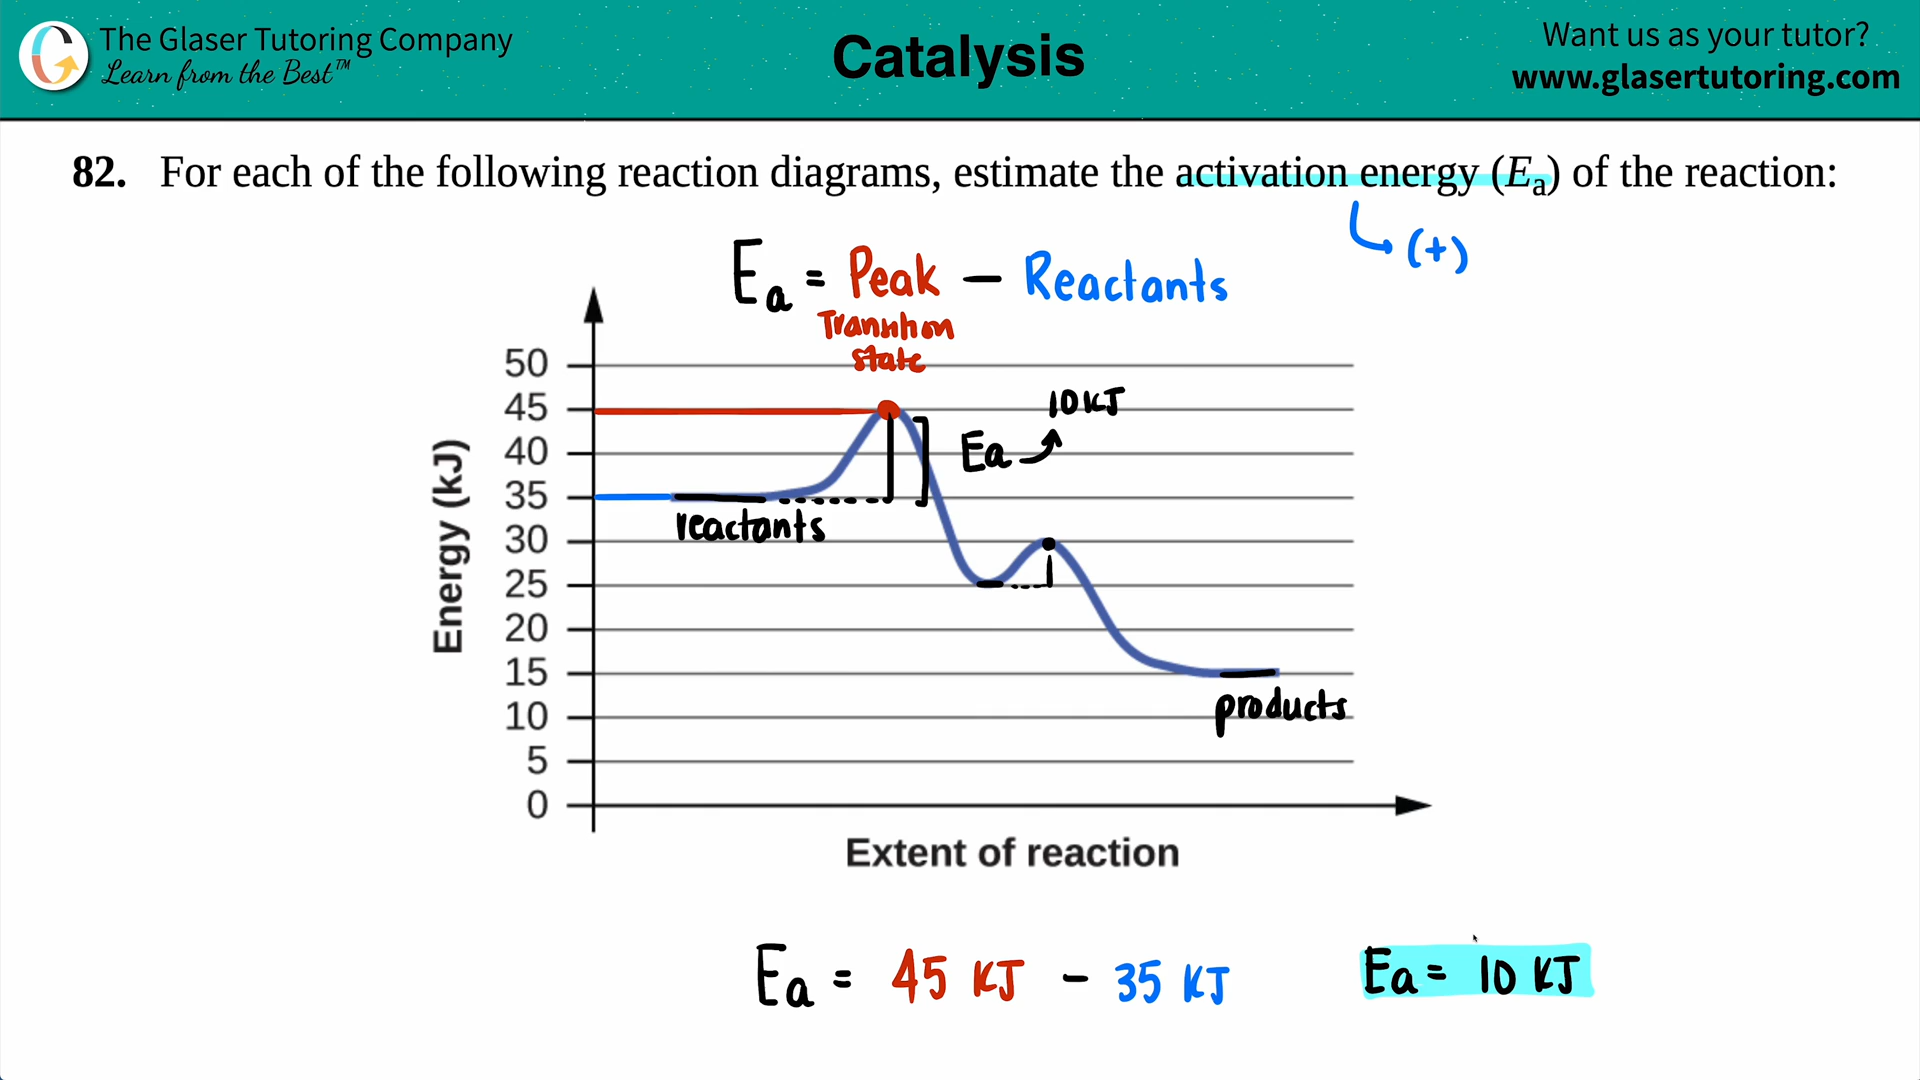 The Glaser Tutoring Company
Learn from the Best™
Catalysis
Want us as your tutor?
www.glasertutoring.com
82. For each of the following reaction diagrams, estimate the activation energy (Ea) of the reaction:
(+)
Ea = Peak - Reactants
Transition
state
50
45
40
35
30
25
20
15
10
5
0
Energy (kJ)
10 KJ
Ea
reactants
products
Extent of reaction
Ea = 45 KJ - 35 KJ
Ea = 10 KJ